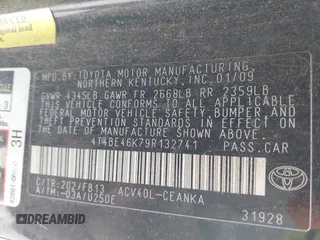 MFD.BY:TOYOTA MOTOR MANUFACTURING,
NORTHERN KENTUCKY,INC.01/09
GVWR 4345LB GAWR FR 2668LB RR 2359LB
THIS VEHICLE CONFORMS TO ALL APPLICABLE
FEDERAL MOTOR VEHICLE SAFETY, BUMPER, AND
THEFT PREVENTION STANDARDS IN EFFECT ON
THE DATE OF MANUFACTURE SHOWN ABOVE.
4T4BE46K79R132741 PASS.CAR
C/TR:202/FB13 ACV40L-CEANKA
A/TM:-03A/U250E
TOYOTA
31928
3H